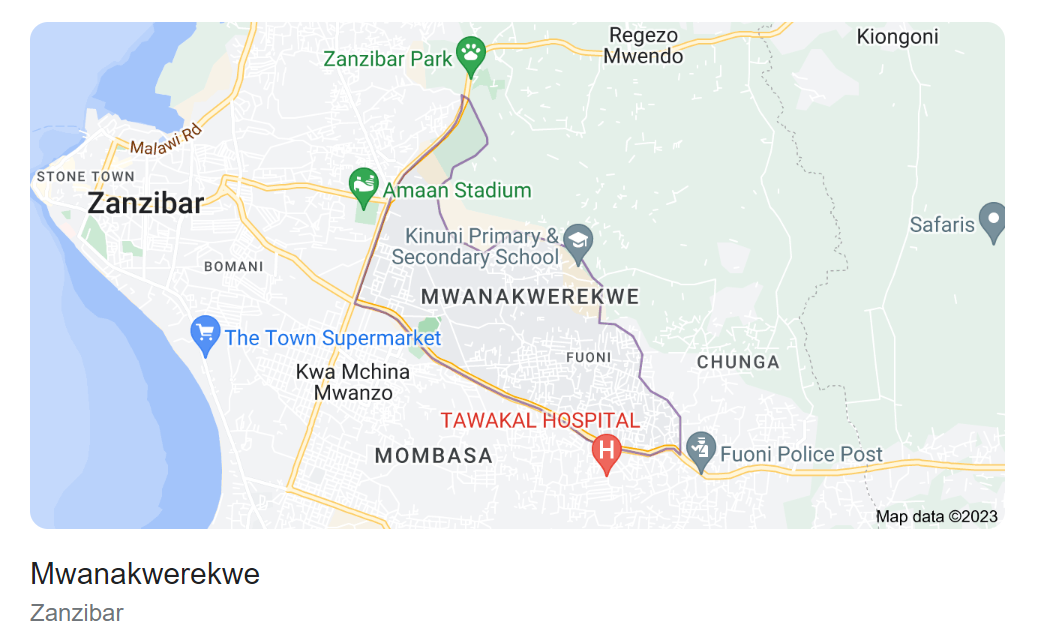 Zanzibar Park
Regezo
Mwendo
Kiongoni
Malawi Rd
STONE TOWN
Zanzibar
Amaan Stadium
Safaris
Kinuni Primary &
Secondary School
BOMANI
MWANAKWEREKWE
The Town Supermarket
FUONI
CHUNGA
Kwa Mchina
Mwanzo
TAWAKAL HOSPITAL
H
MOMBASA
Fuoni Police Post
Map data ©2023
Mwanakwerekwe
Zanzibar